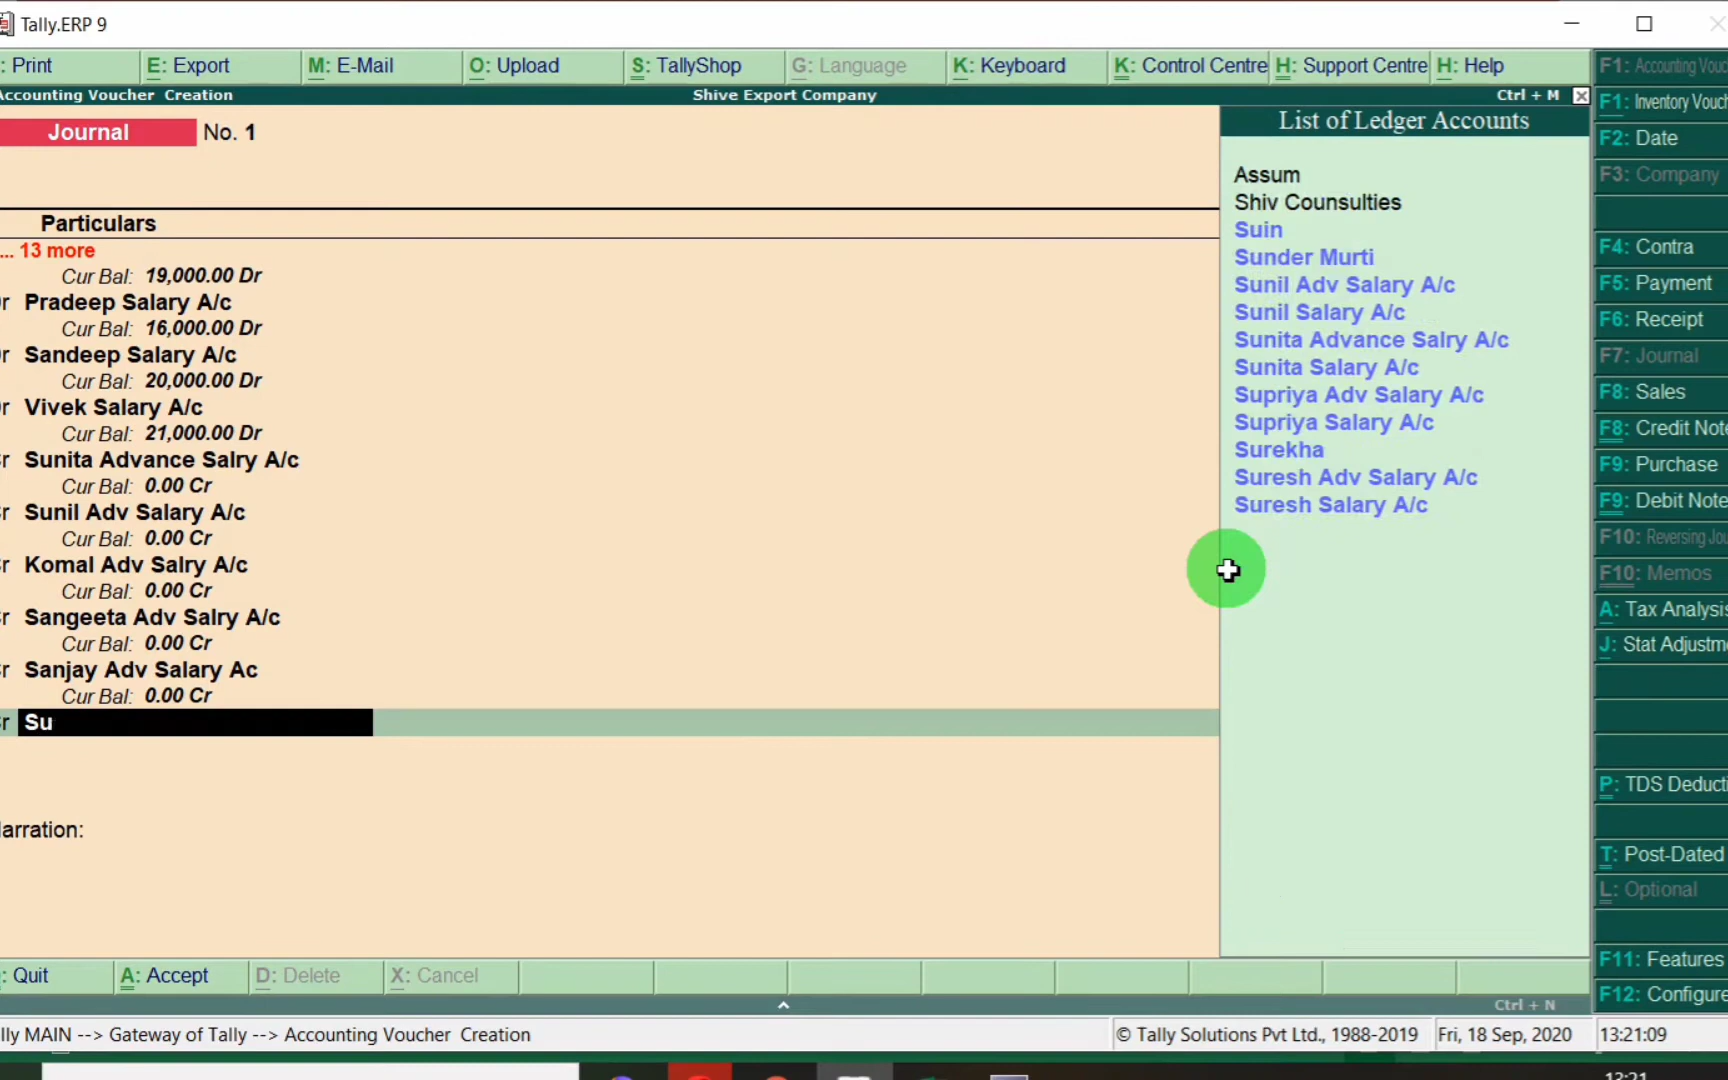 Tally.ERP 9
: Print E: Export M: E-Mail O: Upload S: TallyShop G: Language K: Keyboard K: Control Centre H: Support Centre H: Help
Accounting Voucher Creation Shive Export Company Ctrl + M
Journal No. 1
Particulars
... 13 more
Cur Bal: 19,000.00 Dr
r Pradeep Salary A/c
Cur Bal: 16,000.00 Dr
r Sandeep Salary A/c
Cur Bal: 20,000.00 Dr
r Vivek Salary A/c
Cur Bal: 21,000.00 Dr
r Sunita Advance Salry A/c
Cur Bal: 0.00 Cr
r Sunil Adv Salary A/c
Cur Bal: 0.00 Cr
r Komal Adv Salry A/c
Cur Bal: 0.00 Cr
r Sangeeta Adv Salry A/c
Cur Bal: 0.00 Cr
r Sanjay Adv Salary Ac
Cur Bal: 0.00 Cr
r Su
arration:
List of Ledger Accounts
Assum
Shiv Counsulties
Suin
Sunder Murti
Sunil Adv Salary A/c
Sunil Salary A/c
Sunita Advance Salry A/c
Sunita Salary A/c
Supriya Adv Salary A/c
Supriya Salary A/c
Surekha
Suresh Adv Salary A/c
Suresh Salary A/c
F1: Accounting Vouc
F1: Inventory Vouch
F2: Date
F3: Company
F4: Contra
F5: Payment
F6: Receipt
F7: Journal
F8: Sales
F8: Credit Note
F9: Purchase
F9: Debit Note
F10: Reversing Jou
F10: Memos
A: Tax Analysis
J: Stat Adjustme
P: TDS Deducti
T: Post-Dated
L: Optional
F11: Features
F12: Configure
: Quit A: Accept D: Delete X: Cancel
Ctrl + N
lly MAIN --> Gateway of Tally --> Accounting Voucher Creation © Tally Solutions Pvt Ltd., 1988-2019 Fri, 18 Sep, 2020 13:21:09
13:21